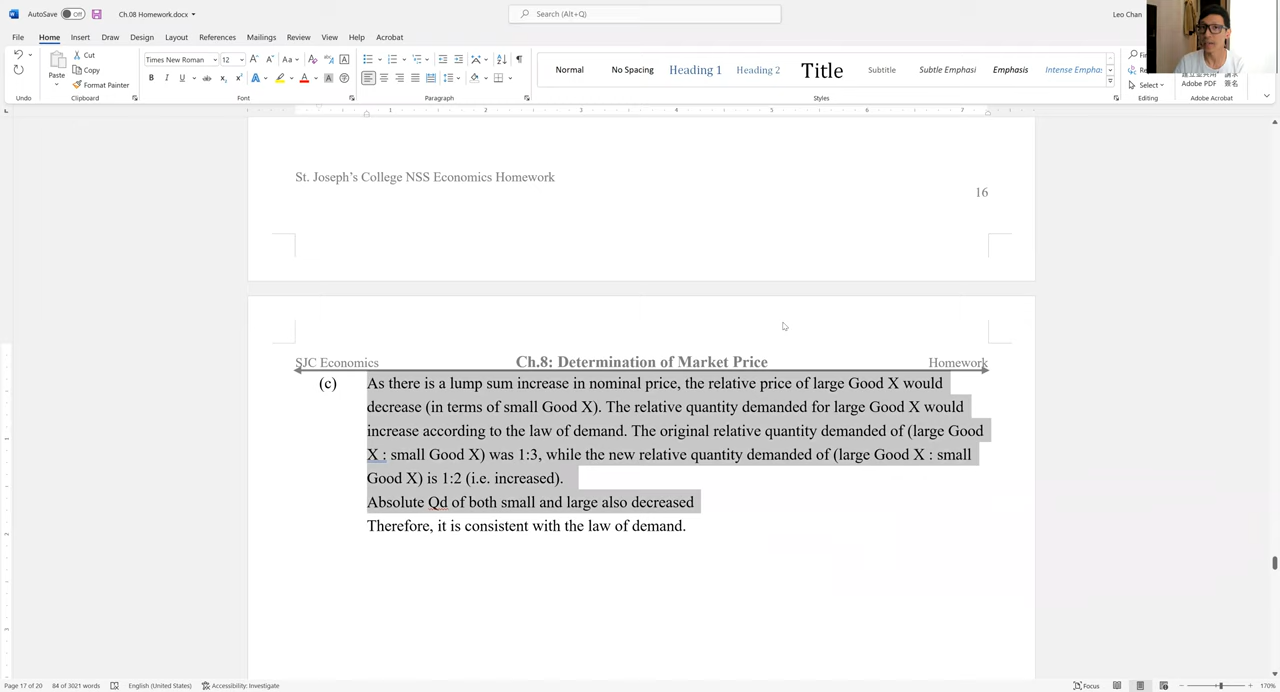 AutoSave Off Ch.08 Homework.docx Search (Alt+Q) Leo Chan
File Home Insert Draw Design Layout References Mailings Review View Help Acrobat
Paste Cut Copy Format Painter
Times New Roman 12
Normal No Spacing Heading 1 Heading 2 Title Subtitle Subtle Emphasi Emphasis Intense Empha:
Select
Adobe PDF 簽名
Undo Clipboard Font Paragraph Styles Editing Adobe Acrobat
St. Joseph's College NSS Economics Homework
16
SJC Economics Ch.8: Determination of Market Price Homework
(c) As there is a lump sum increase in nominal price, the relative price of large Good X would
decrease (in terms of small Good X). The relative quantity demanded for large Good X would
increase according to the law of demand. The original relative quantity demanded of (large Good
X : small Good X) was 1:3, while the new relative quantity demanded of (large Good X : small
Good X) is 1:2 (i.e. increased).
Absolute Qd of both small and large also decreased
Therefore, it is consistent with the law of demand.
Page 17 of 20 84 of 3021 words English (United States) Accessibility: Investigate Focus 170%